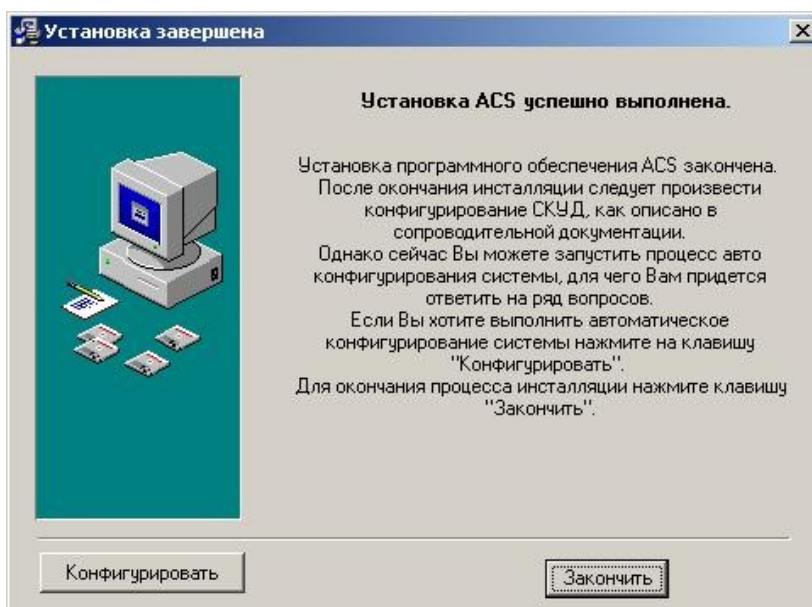 Установка завершена
Установка ACS успешно выполнена.
Установка программного обеспечения ACS закончена.
После окончания инсталляции следует произвести
конфигурирование СКУД, как описано в
сопроводительной документации.
Однако сейчас Вы можете запустить процесс авто
конфигурирования системы, для чего Вам придется
ответить на ряд вопросов.
Если Вы хотите выполнить автоматическое
конфигурирование системы нажмите на клавишу
"Конфигурировать".
Для окончания процесса инсталляции нажмите клавишу
"Закончить".
Конфигурировать
Закончить